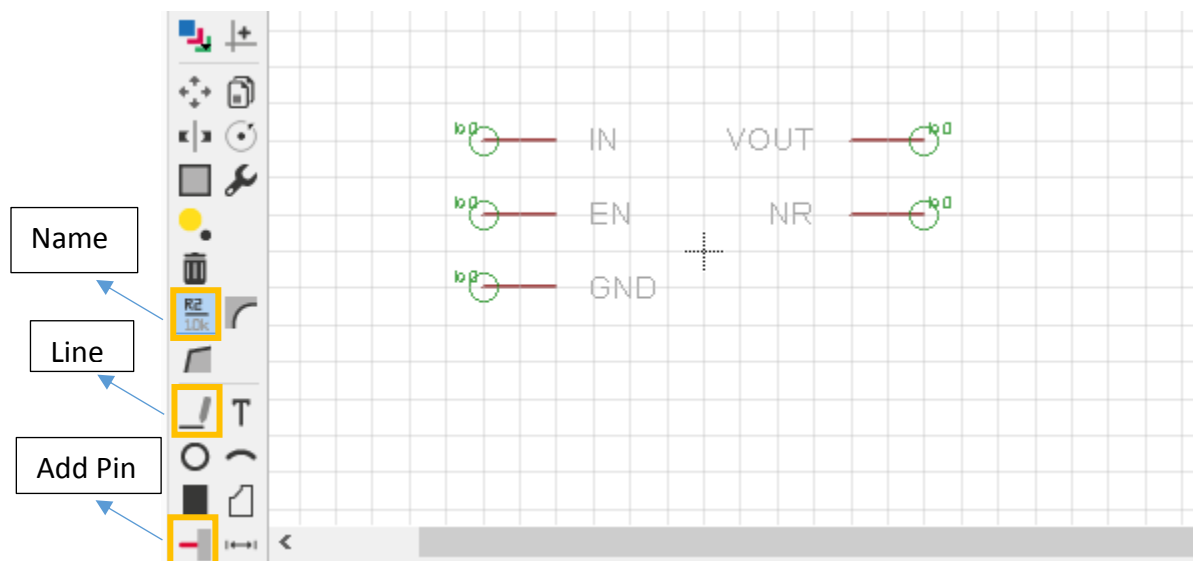 IN VOUT
Name
EN NR
GND
R2
10k
Line
T
Add Pin